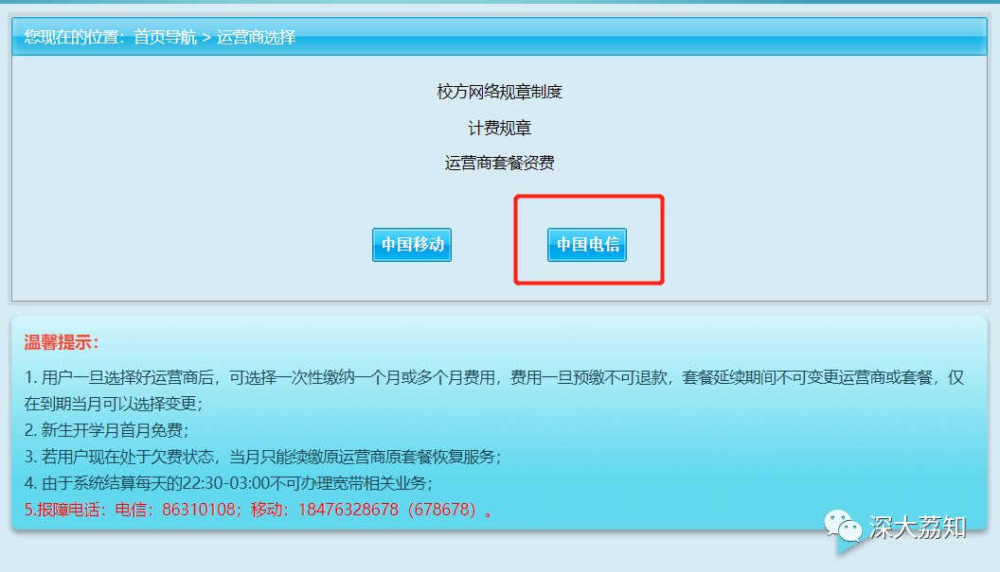 您现在的位置：首页导航 > 运营商选择
校方网络规章制度
计费规章
运营商套餐资费
中国移动 中国电信
温馨提示：
1. 用户一旦选择好运营商后，可选择一次性缴纳一个月或多个月费用，费用一旦预缴不可退款，套餐延续期间不可变更运营商或套餐，仅
在到期当月可以选择变更；
2. 新生开学月首月免费；
3. 若用户现在处于欠费状态，当月只能续缴原运营商原套餐恢复服务；
4. 由于系统结算每天的22:30-03:00不可办理宽带相关业务；
5.报障电话：电信：86310108；移动：18476328678（678678）。
深大荔知